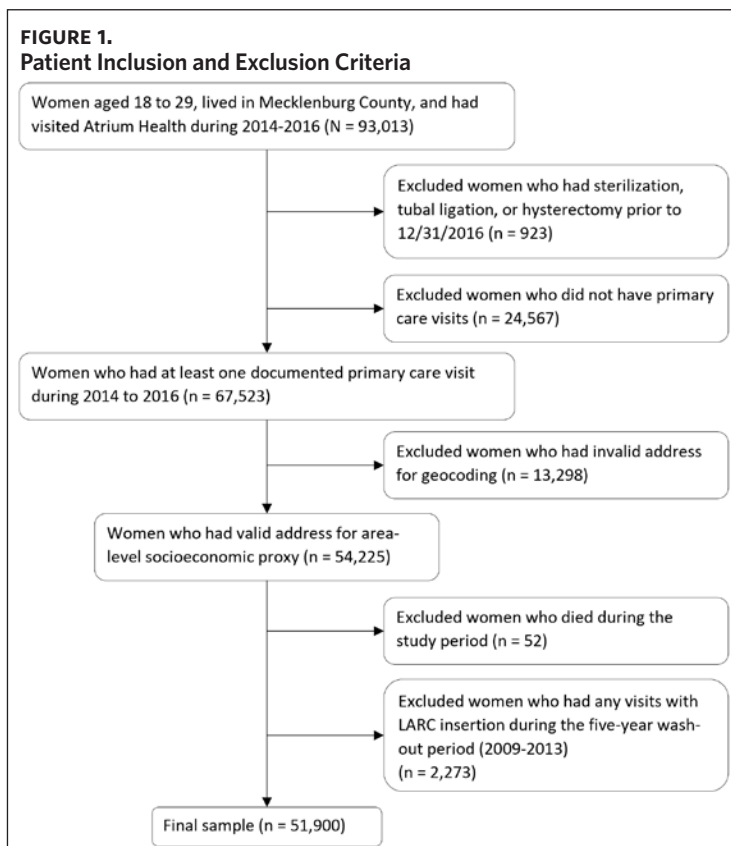 FIGURE 1.
Patient Inclusion and Exclusion Criteria
Women aged 18 to 29, lived in Mecklenburg County, and had
visited Atrium Health during 2014-2016 (N = 93,013)
Excluded women who had sterilization,
tubal ligation, or hysterectomy prior to
12/31/2016 (n = 923)
Excluded women who did not have primary
care visits (n = 24,567)
Women who had at least one documented primary care visit
during 2014 to 2016 (n = 67,523)
Excluded women who had invalid address
for geocoding (n = 13,298)
Women who had valid address for area-
level socioeconomic proxy (n = 54,225)
Excluded women who died during the
study period (n = 52)
Excluded women who had any visits with
LARC insertion during the five-year wash-
out period (2009-2013)
(n = 2,273)
Final sample (n = 51,900)